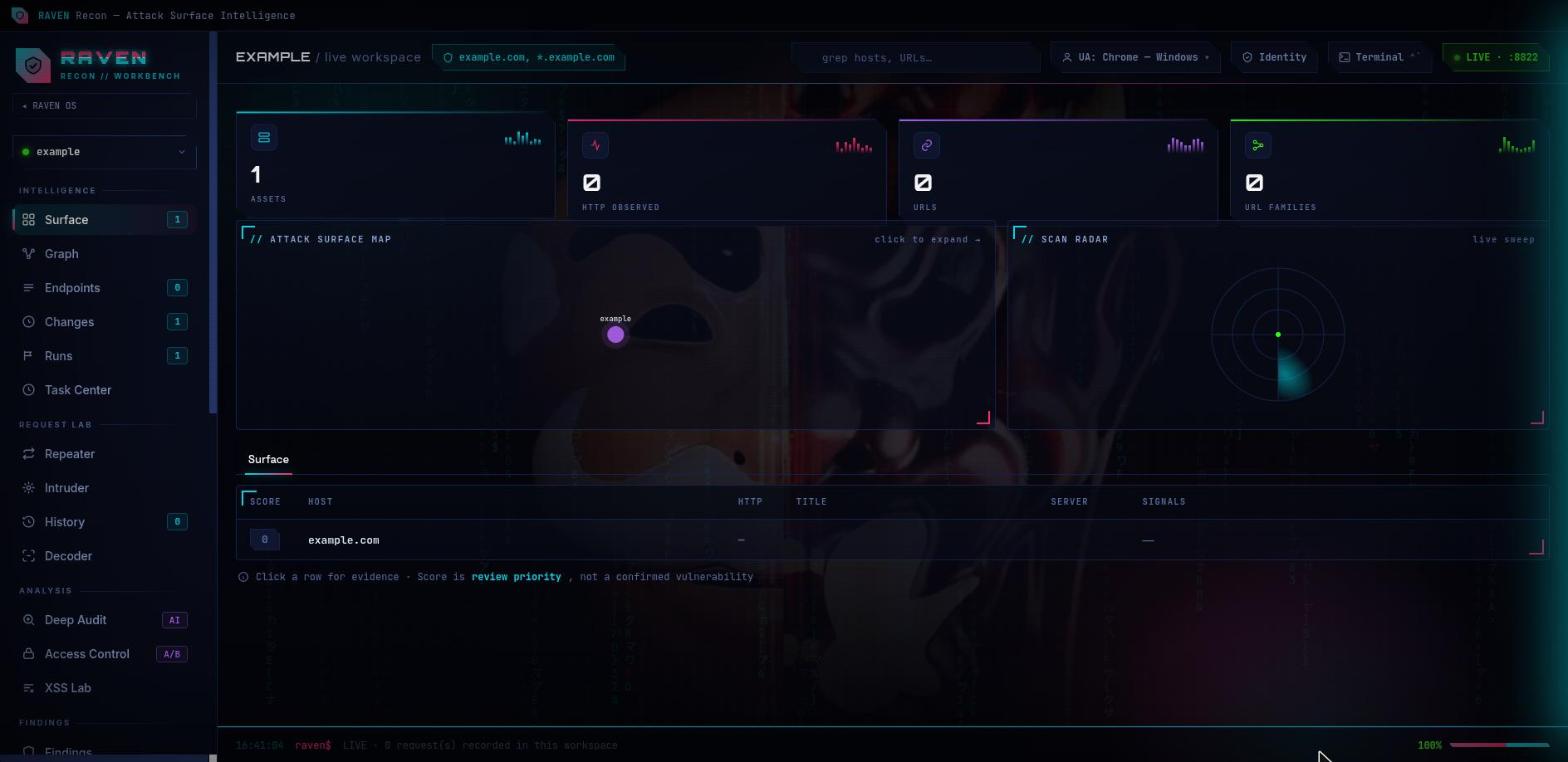 RAVEN Recon — Attack Surface Intelligence
RAVEN
RECON // WORKBENCH
◂ RAVEN OS
example
INTELLIGENCE
Surface 1
Graph
Endpoints 0
Changes 1
Runs 1
Task Center
REQUEST LAB
Repeater
Intruder
History 0
Decoder
ANALYSIS
Deep Audit AI
Access Control A/B
XSS Lab
FINDINGS
Findings
EXAMPLE / live workspace
example.com, *.example.com
grep hosts, URLs…
UA: Chrome — Windows ▾
Identity
Terminal
LIVE · :8822
1
ASSETS
0
HTTP OBSERVED
0
URLS
0
URL FAMILIES
// ATTACK SURFACE MAP
click to expand →
example
// SCAN RADAR
live sweep
Surface
SCORE HOST HTTP TITLE SERVER SIGNALS
0 example.com — —
Click a row for evidence · Score is review priority , not a confirmed vulnerability
16:41:04 raven$ LIVE · 0 request(s) recorded in this workspace
100%